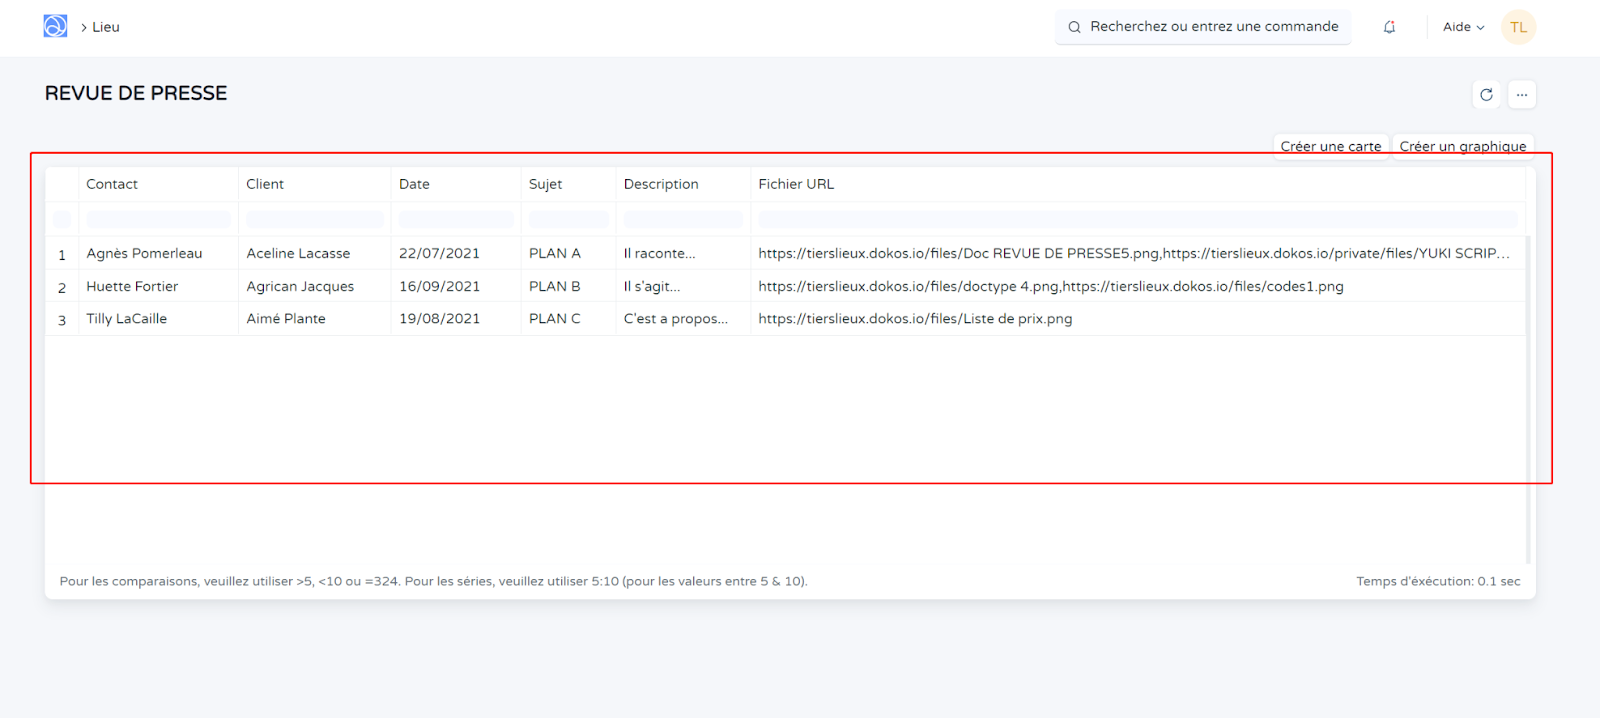 Lieu
Recherchez ou entrez une commande
Aide
TL
REVUE DE PRESSE
...
Créer une carte Créer un graphique
Contact Client Date Sujet Description Fichier URL
1 Agnès Pomerleau Aceline Lacasse 22/07/2021 PLAN A Il raconte... https://tierslieux.dokos.io/files/Doc REVUE DE PRESSE5.png,https://tierslieux.dokos.io/private/files/YUKI SCRIP...
2 Huette Fortier Agrican Jacques 16/09/2021 PLAN B Il s'agit... https://tierslieux.dokos.io/files/doctype 4.png,https://tierslieux.dokos.io/files/codes1.png
3 Tilly LaCaille Aimé Plante 19/08/2021 PLAN C C'est a propos... https://tierslieux.dokos.io/files/Liste de prix.png
Pour les comparaisons, veuillez utiliser >5, <10 ou =324. Pour les séries, veuillez utiliser 5:10 (pour les valeurs entre 5 & 10). Temps d'éxécution: 0.1 sec